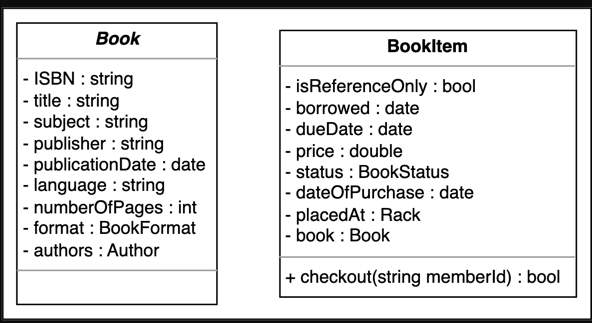 Book
- ISBN : string
- title : string
- subject : string
- publisher : string
- publicationDate : date
- language : string
- numberOfPages : int
- format : BookFormat
- authors : Author
BookItem
- isReferenceOnly : bool
- borrowed : date
- dueDate : date
- price : double
- status : BookStatus
- dateOfPurchase : date
- placedAt : Rack
- book : Book
+ checkout(string memberId) : bool